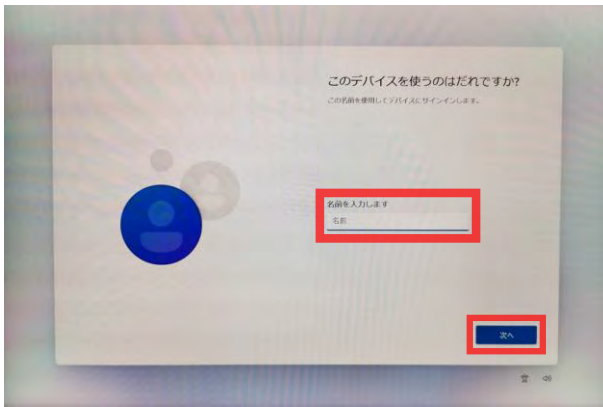 このデバイスを使うのはだれですか?
この名前を使用してデバイスにサインインします。
名前を入力します
名前
次へ